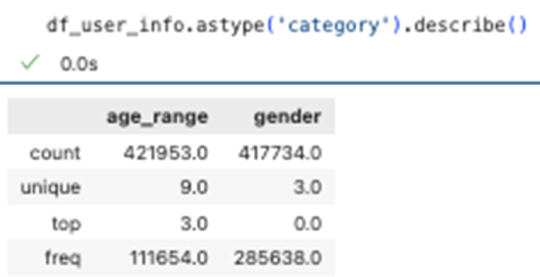 df_user_info.astype('category').describe()
✓ 0.0s
age_range gender
count 421953.0 417734.0
unique 9.0 3.0
top 3.0 0.0
freq 111654.0 285638.0